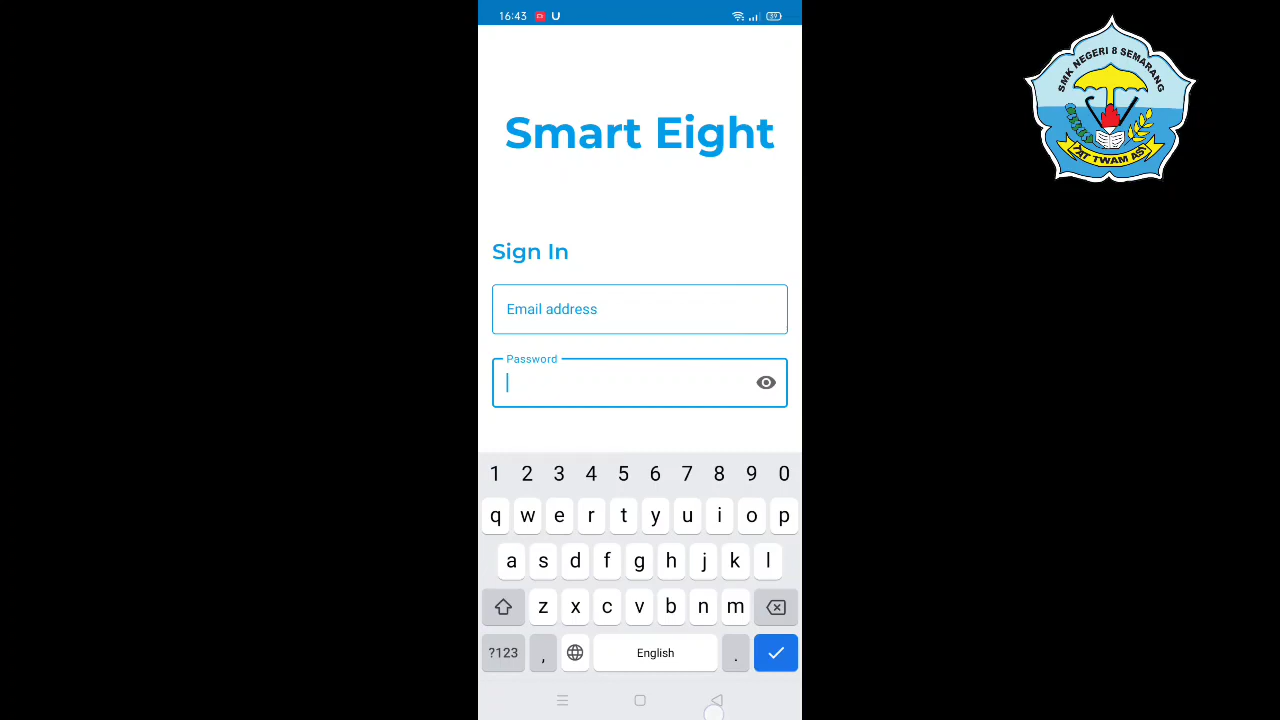 16:43 U 39
SMK NEGERI 8 SEMARANG
TAT TWAM ASI
Smart Eight
Sign In
Email address
Password
1 2 3 4 5 6 7 8 9 0
q w e r t y u i o p
a s d f g h j k l
z x c v b n m
?123 , English .